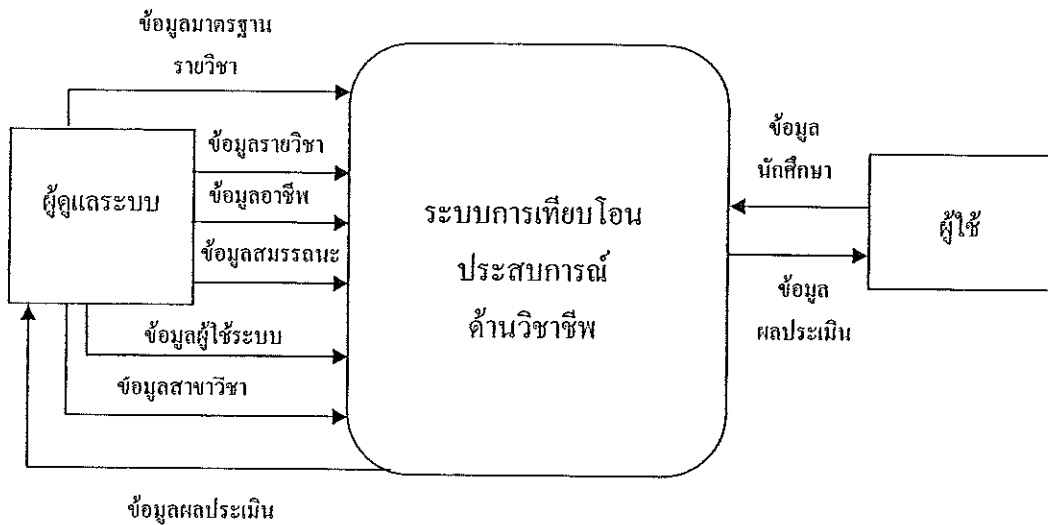 ข้อมูลมาตรฐาน
รายวิชา
ข้อมูลรายวิชา
ข้อมูลอาชีพ
ข้อมูลสมรรถนะ
ข้อมูลผู้ใช้ระบบ
ข้อมูลสาขาวิชา
ข้อมูลผลประเมิน
ผู้ดูแลระบบ
ระบบการเทียบโอน
ประสบการณ์
ด้านวิชาชีพ
ข้อมูล
นักศึกษา
ข้อมูล
ผลประเมิน
ผู้ใช้